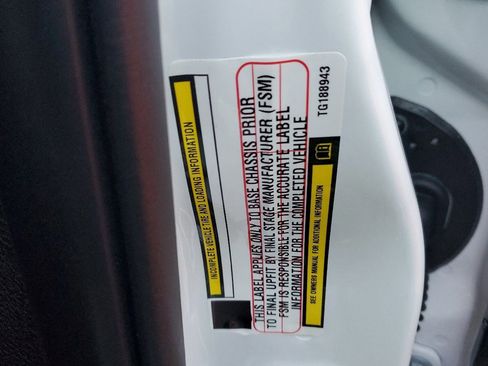 INCOMPLETE VEHICLE TIRE AND LOADING INFORMATION
THIS LABEL APPLIES ONLY TO BASE CHASSIS PRIOR
TO FINAL UPFIT BY FINAL STAGE MANUFACTURER (FSM)
FSM IS RESPONSIBLE FOR THE ACCURATE LABEL
INFORMATION FOR THE COMPLETED VEHICLE
SEE OWNERS MANUAL FOR ADDITIONAL INFORMATION
TG188943